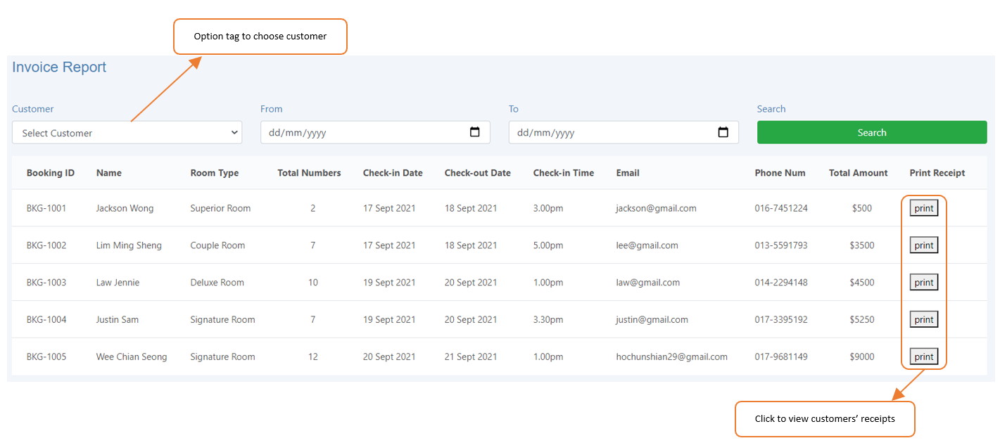 Option tag to choose customer
Invoice Report
Customer From To Search
Select Customer dd/mm/yyyy dd/mm/yyyy Search
Booking ID Name Room Type Total Numbers Check-in Date Check-out Date Check-in Time Email Phone Num Total Amount Print Receipt
BKG-1001 Jackson Wong Superior Room 2 17 Sept 2021 18 Sept 2021 3.00pm jackson@gmail.com 016-7451224 $500 print
BKG-1002 Lim Ming Sheng Couple Room 7 17 Sept 2021 18 Sept 2021 5.00pm lee@gmail.com 013-5591793 $3500 print
BKG-1003 Law Jennie Deluxe Room 10 19 Sept 2021 20 Sept 2021 1.00pm law@gmail.com 014-2294148 $4500 print
BKG-1004 Justin Sam Signature Room 7 19 Sept 2021 20 Sept 2021 3.30pm justin@gmail.com 017-3395192 $5250 print
BKG-1005 Wee Chian Seong Signature Room 12 20 Sept 2021 21 Sept 2021 1.00pm hochunshian29@gmail.com 017-9681149 $9000 print
Click to view customers’ receipts